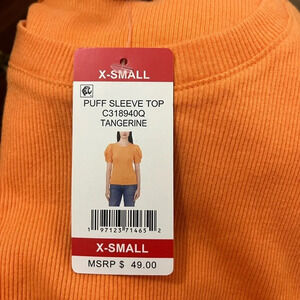 X-SMALL
PUFF SLEEVE TOP
C318940Q
TANGERINE
1 97123 71465 2
X-SMALL
MSRP $ 49.00